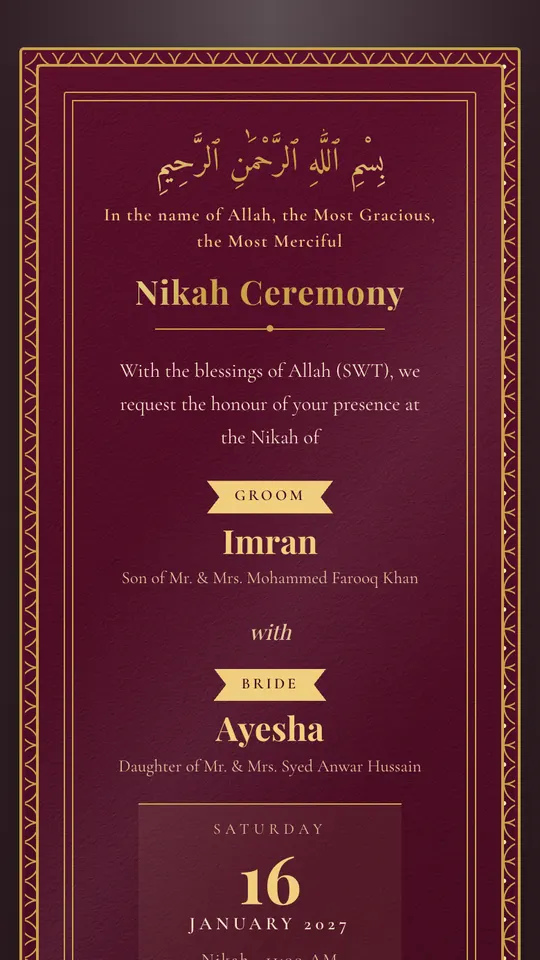 بِسْمِ ٱللَّهِ ٱلرَّحْمَٰنِ ٱلرَّحِيمِ
In the name of Allah, the Most Gracious,
the Most Merciful
Nikah Ceremony
With the blessings of Allah (SWT), we
request the honour of your presence at
the Nikah of
GROOM
Imran
Son of Mr. & Mrs. Mohammed Farooq Khan
with
BRIDE
Ayesha
Daughter of Mr. & Mrs. Syed Anwar Hussain
SATURDAY
16
JANUARY 2027
Nikah
AM